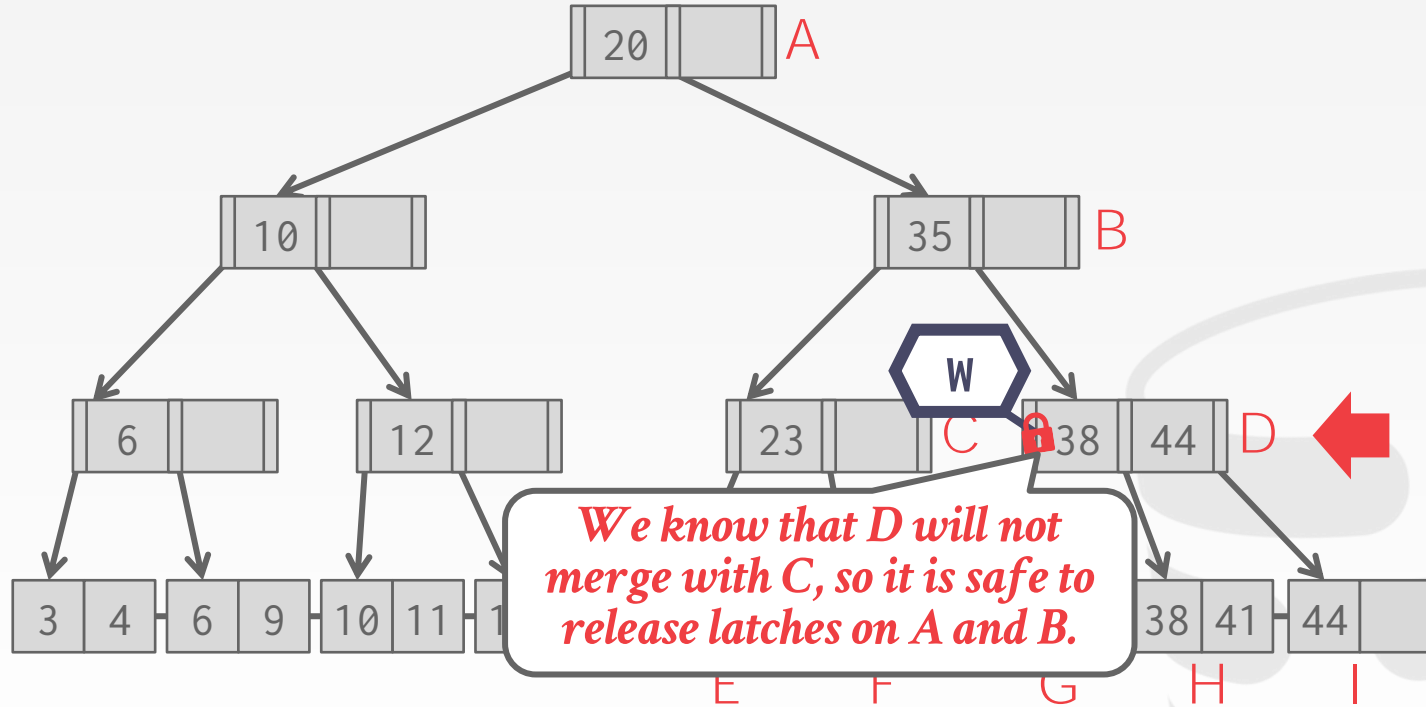 20 A
10 35 B
W
6 12 23 C 38 44 D
We know that D will not
merge with C, so it is safe to
release latches on A and B.
3 4 6 9 10 11 38 41 44
E F G H I